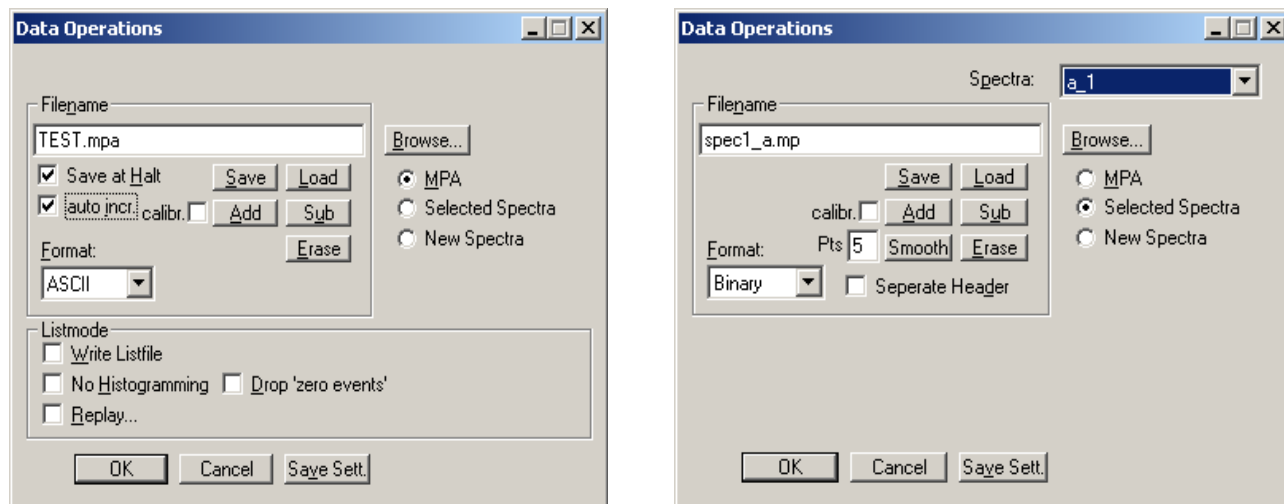 Data Operations
Filename
TEST.mpa
Browse...
Save at Halt Save Load
MPA
auto incr. calibr. Add Sub
Selected Spectra
Format: Erase
New Spectra
ASCII
Listmode
Write Listfile
No Histogramming Drop 'zero events'
Replay...
OK Cancel Save Sett.
Data Operations
Spectra: a_1
Filename
spec1_a.mp
Browse...
Save Load
MPA
calibr. Add Sub
Selected Spectra
Format: Pts 5 Smooth Erase
New Spectra
Binary Seperate Header
OK Cancel Save Sett.